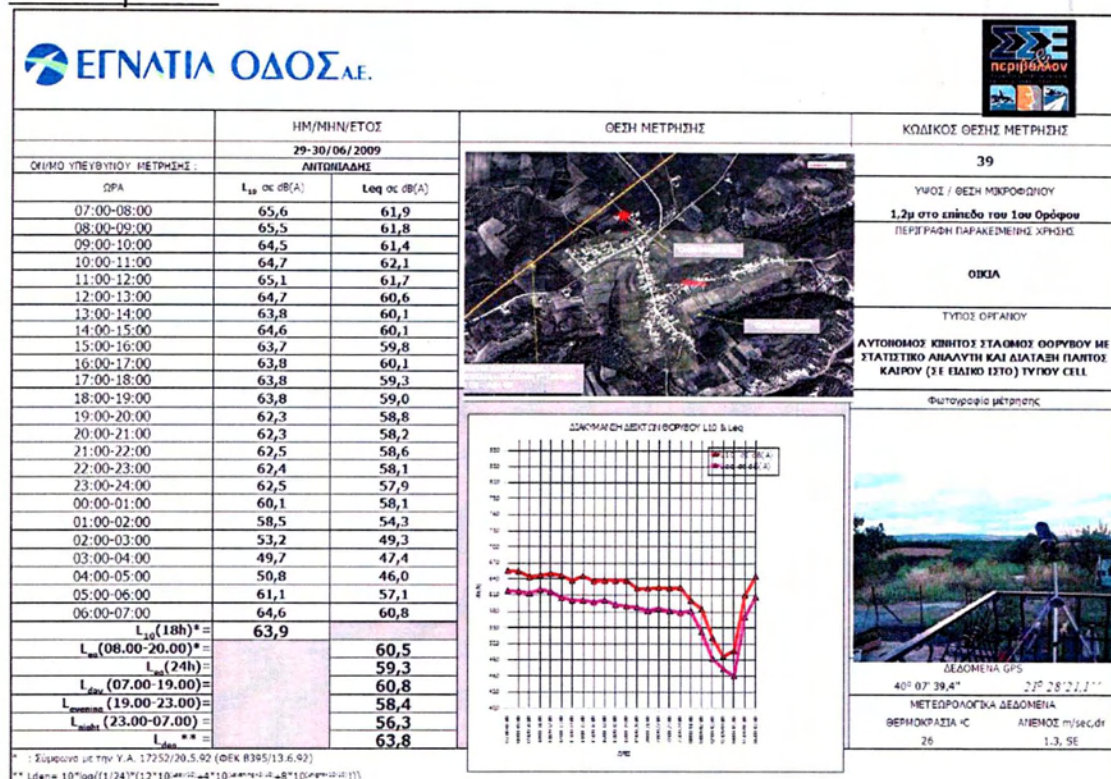 ΕΓΝΑΤΙΑ ΟΔΟΣ Α.Ε.
ΣΣΕ
περιβάλλον
ΗΜ/ΜΗΝ/ΕΤΟΣ ΘΕΣΗ ΜΕΤΡΗΣΗΣ ΚΩΔΙΚΟΣ ΘΕΣΗΣ ΜΕΤΡΗΣΗΣ
29-30/06/2009 39
ΟΝ/ΜΟ ΥΠΕΥΘΥΝΟΥ ΜΕΤΡΗΣΗΣ : ΑΝΤΩΝΙΑΔΗΣ
ΩΡΑ L10 σε dB(A) Leq σε dB(A)
07:00-08:00 65,6 61,9
08:00-09:00 65,5 61,8
09:00-10:00 64,5 61,4
10:00-11:00 64,7 62,1
11:00-12:00 65,1 61,7
12:00-13:00 64,7 60,6
13:00-14:00 63,8 60,1
14:00-15:00 64,6 60,1
15:00-16:00 63,7 59,8
16:00-17:00 63,8 60,1
17:00-18:00 63,8 59,3
18:00-19:00 63,8 59,0
19:00-20:00 62,3 58,8
20:00-21:00 62,3 58,2
21:00-22:00 62,5 58,6
22:00-23:00 62,4 58,1
23:00-24:00 62,5 57,9
00:00-01:00 60,1 58,1
01:00-02:00 58,5 54,3
02:00-03:00 53,2 49,3
03:00-04:00 49,7 47,4
04:00-05:00 50,8 46,0
05:00-06:00 61,1 57,1
06:00-07:00 64,6 60,8
L10(18h)* = 63,9
Leq(08.00-20.00)* = 60,5
Leq(24h) = 59,3
Lday (07.00-19.00)= 60,8
Levening (19.00-23.00)= 58,4
Lnight (23.00-07.00) = 56,3
Lden ** = 63,8
* : Σύμφωνα με την Υ.Α. 17252/20.5.92 (ΦΕΚ Β395/13.6.92)
ΥΨΟΣ / ΘΕΣΗ ΜΙΚΡΟΦΩΝΟΥ
1,2μ στο επίπεδο του 1ου Ορόφου
ΠΕΡΙΓΡΑΦΗ ΠΑΡΑΚΕΙΜΕΝΗΣ ΧΡΗΣΗΣ
ΟΙΚΙΑ
ΤΥΠΟΣ ΟΡΓΑΝΟΥ
ΑΥΤΟΝΟΜΟΣ ΚΙΝΗΤΟΣ ΣΤΑΘΜΟΣ ΘΟΡΥΒΟΥ ΜΕ
ΣΤΑΤΙΣΤΙΚΟ ΑΝΑΛΥΤΗ ΚΑΙ ΔΙΑΤΑΞΗ ΠΑΝΤΟΣ
ΚΑΙΡΟΥ (ΣΕ ΕΙΔΙΚΟ ΙΣΤΟ) ΤΥΠΟΥ CELL
Φωτογραφία μέτρησης
ΔΙΑΚΥΜΑΝΣΗ ΔΕΙΚΤΩΝ ΘΟΡΥΒΟΥ L10 & Leq
L10 σε dB(A)
Leq σε dB(A)
ΔΕΔΟΜΕΝΑ GPS
40° 07' 39,4" 21° 28'21,1''
ΜΕΤΕΩΡΟΛΟΓΙΚΑ ΔΕΔΟΜΕΝΑ
ΘΕΡΜΟΚΡΑΣΙΑ °C ΑΝΕΜΟΣ m/sec,dr
26 1.3, SE